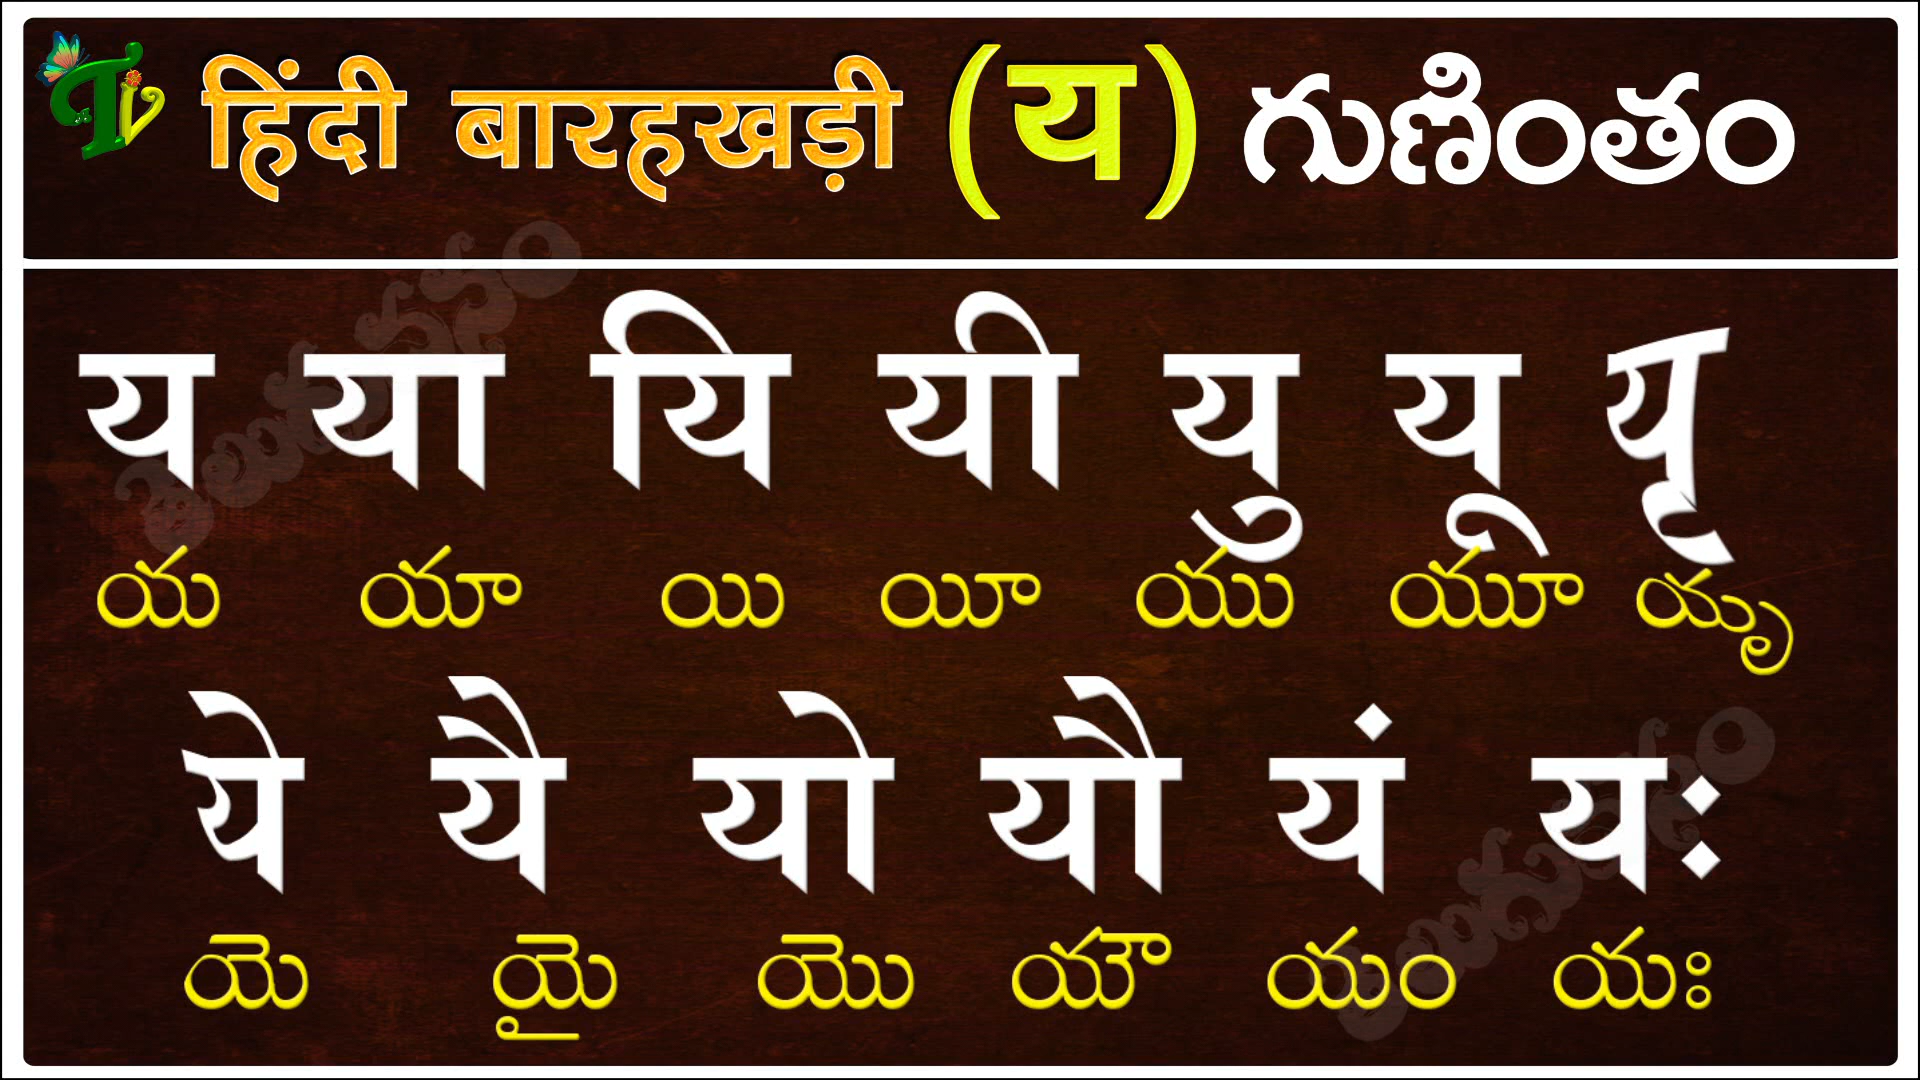 हिंदी बारहखड़ी (य) గుణింతం
य या यि यी यु यू यृ
య యా యి యీ యు యూ యృ
ये यै यो यौ यं यः
యె యై యొ యౌ యం యః